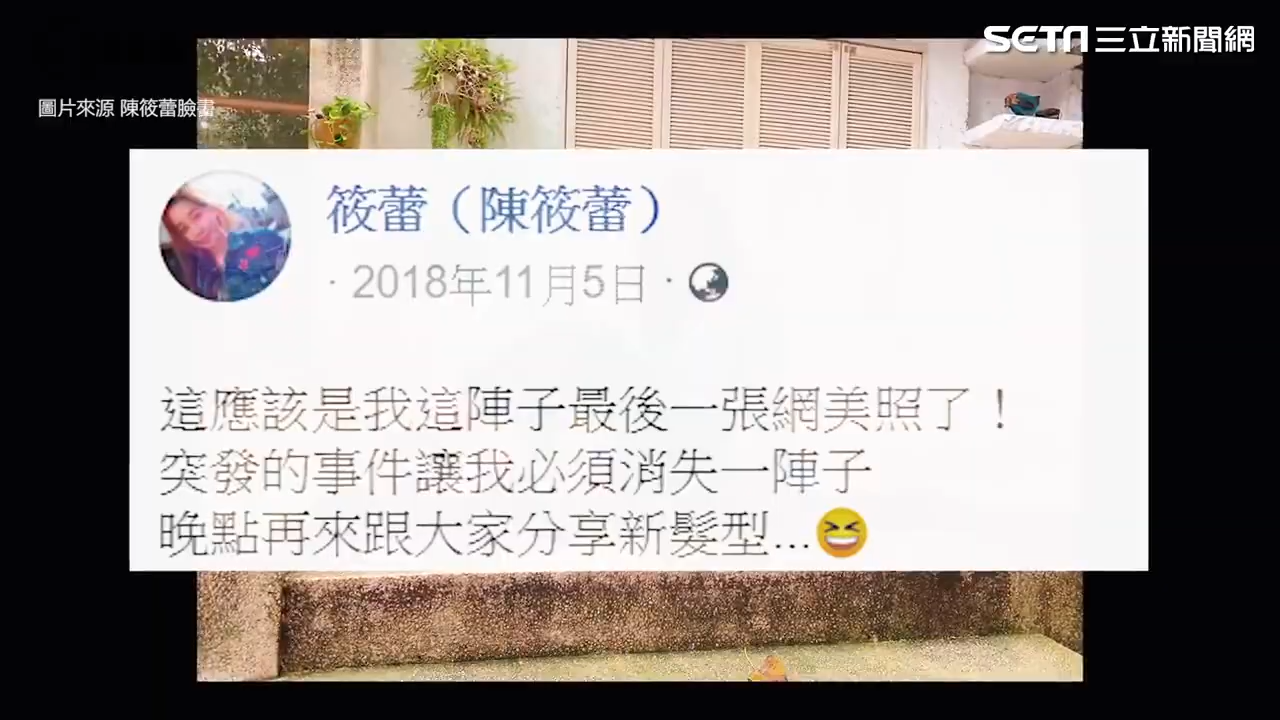 SETN三立新聞網
圖片來源 陳筱蕾臉書
筱蕾（陳筱蕾）
· 2018年11月5日 ·
這應該是我這陣子最後一張網美照了！
突發的事件讓我必須消失一陣子
晚點再來跟大家分享新髮型...